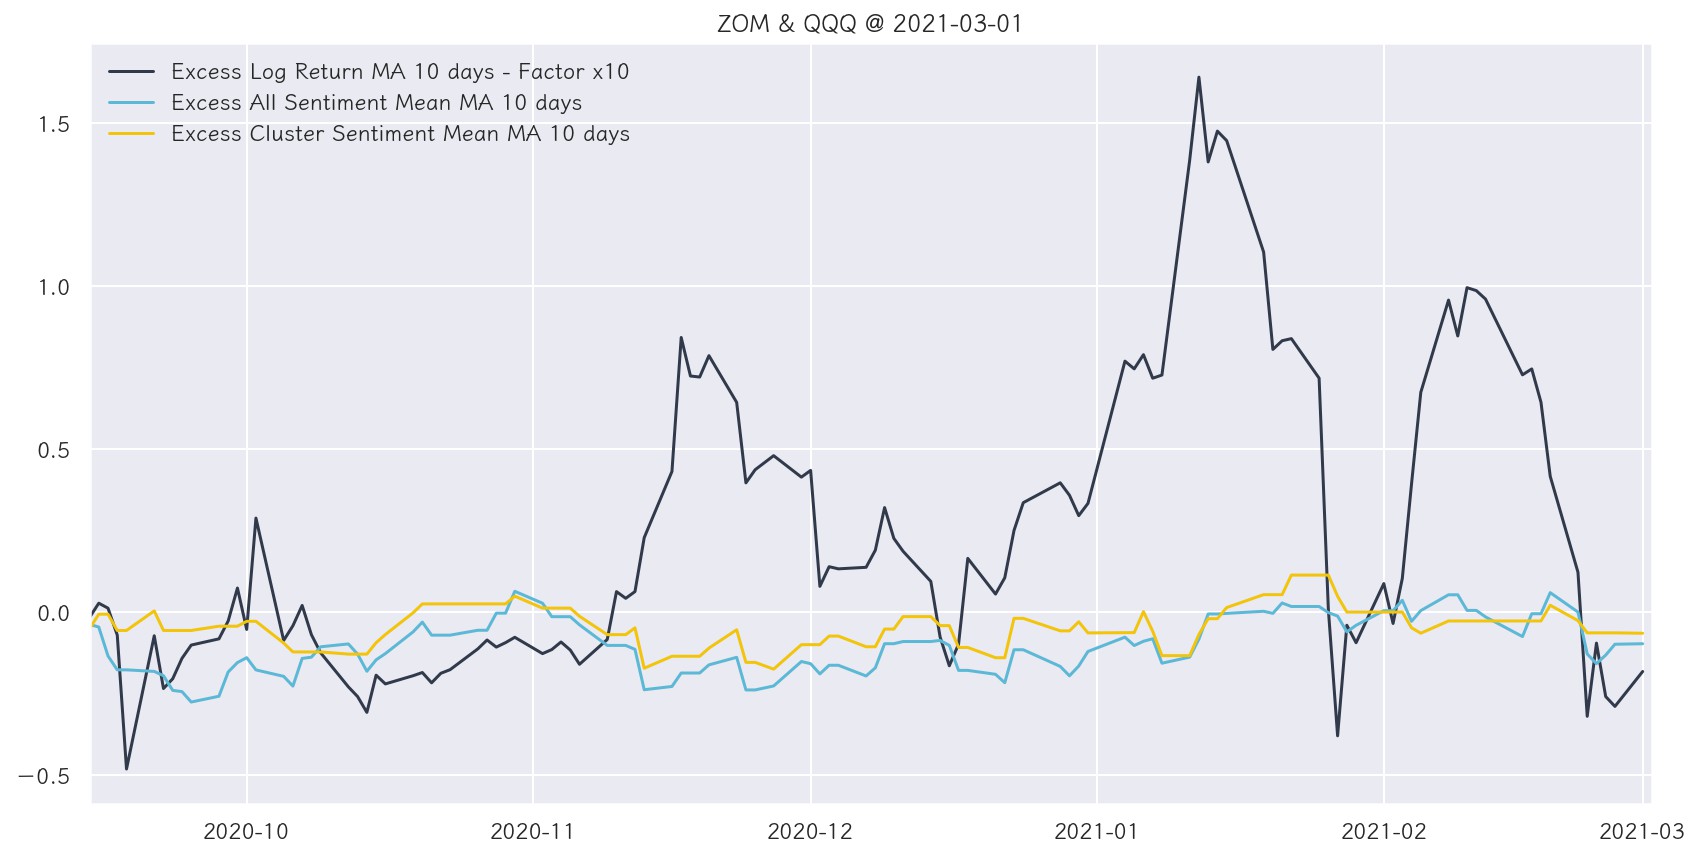 ZOM & QQQ @ 2021-03-01
Excess Log Return MA 10 days - Factor x10
Excess All Sentiment Mean MA 10 days
Excess Cluster Sentiment Mean MA 10 days
1.5
1.0
0.5
0.0
−0.5
2020-10 2020-11 2020-12 2021-01 2021-02 2021-03